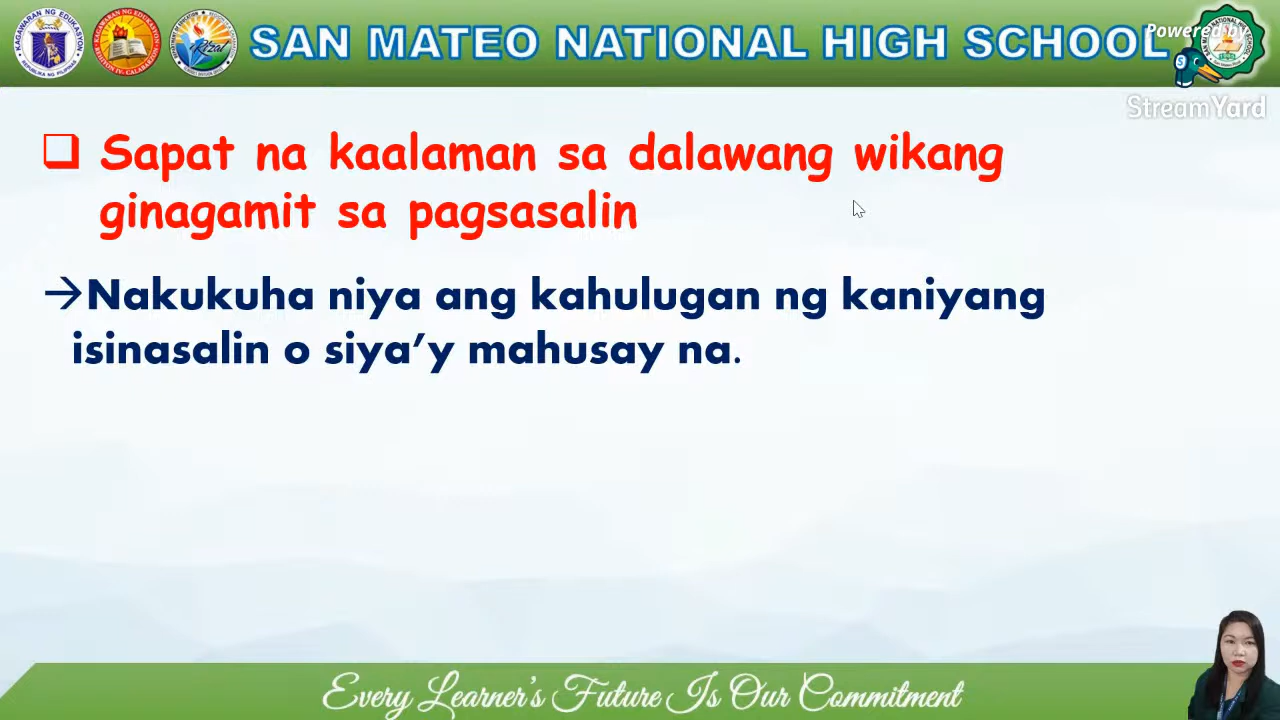 SAN MATEO NATIONAL HIGH SCHOOL
Powered by
StreamYard
Sapat na kaalaman sa dalawang wikang
ginagamit sa pagsasalin
→Nakukuha niya ang kahulugan ng kaniyang
isinasalin o siya’y mahusay na.
Every Learner's Future Is Our Commitment